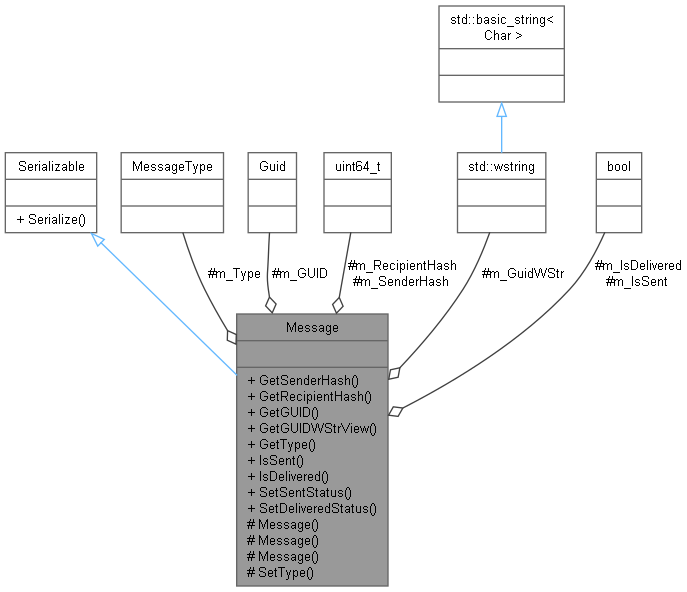 std::basic_string<
Char >
Serializable
+ Serialize()
MessageType
Guid
uint64_t
std::wstring
bool
#m_Type
#m_GUID
#m_RecipientHash
#m_SenderHash
#m_GuidWStr
#m_IsDelivered
#m_IsSent
Message
+ GetSenderHash()
+ GetRecipientHash()
+ GetGUID()
+ GetGUIDWStrView()
+ GetType()
+ IsSent()
+ IsDelivered()
+ SetSentStatus()
+ SetDeliveredStatus()
# Message()
# Message()
# Message()
# SetType()